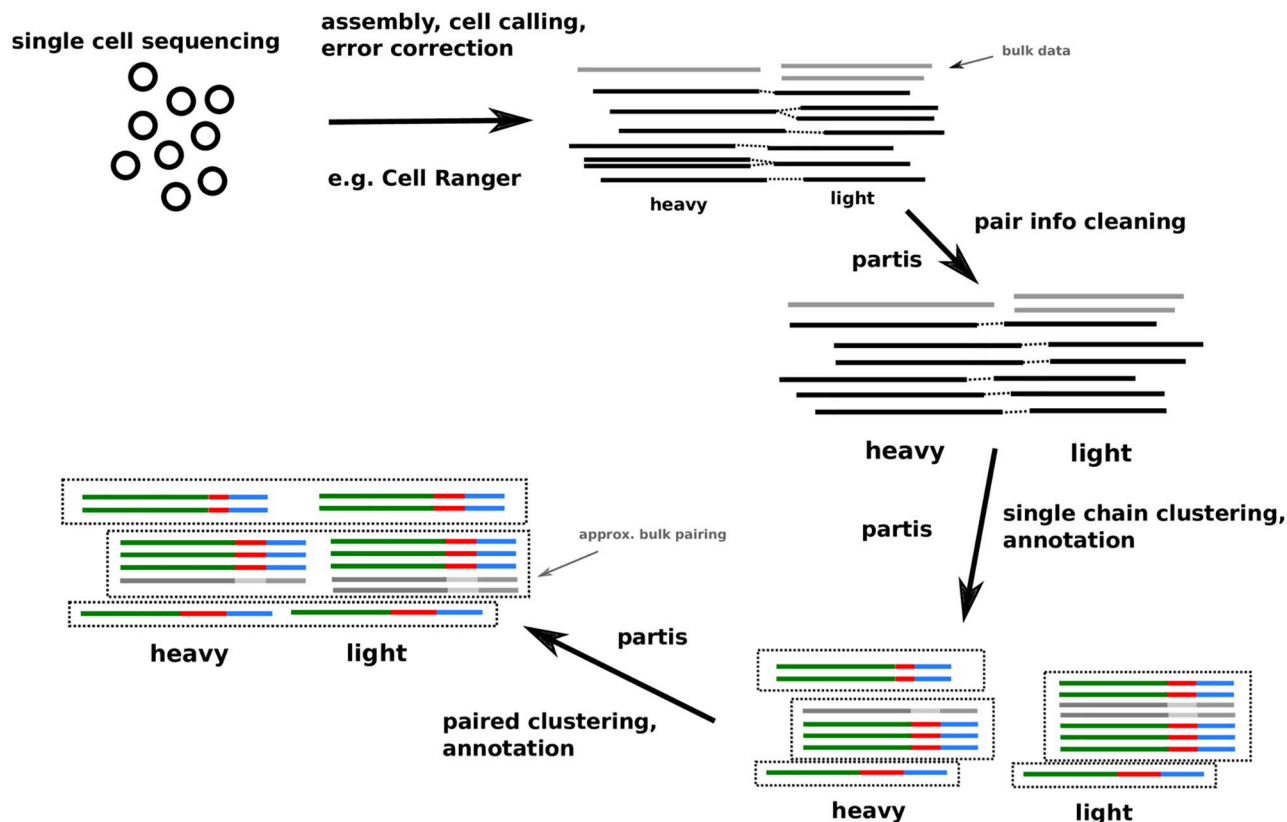 single cell sequencing
assembly, cell calling,
error correction
e.g. Cell Ranger
bulk data
heavy
light
pair info cleaning
partis
heavy
light
partis
single chain clustering,
annotation
heavy
light
partis
paired clustering,
annotation
approx. bulk pairing
heavy
light